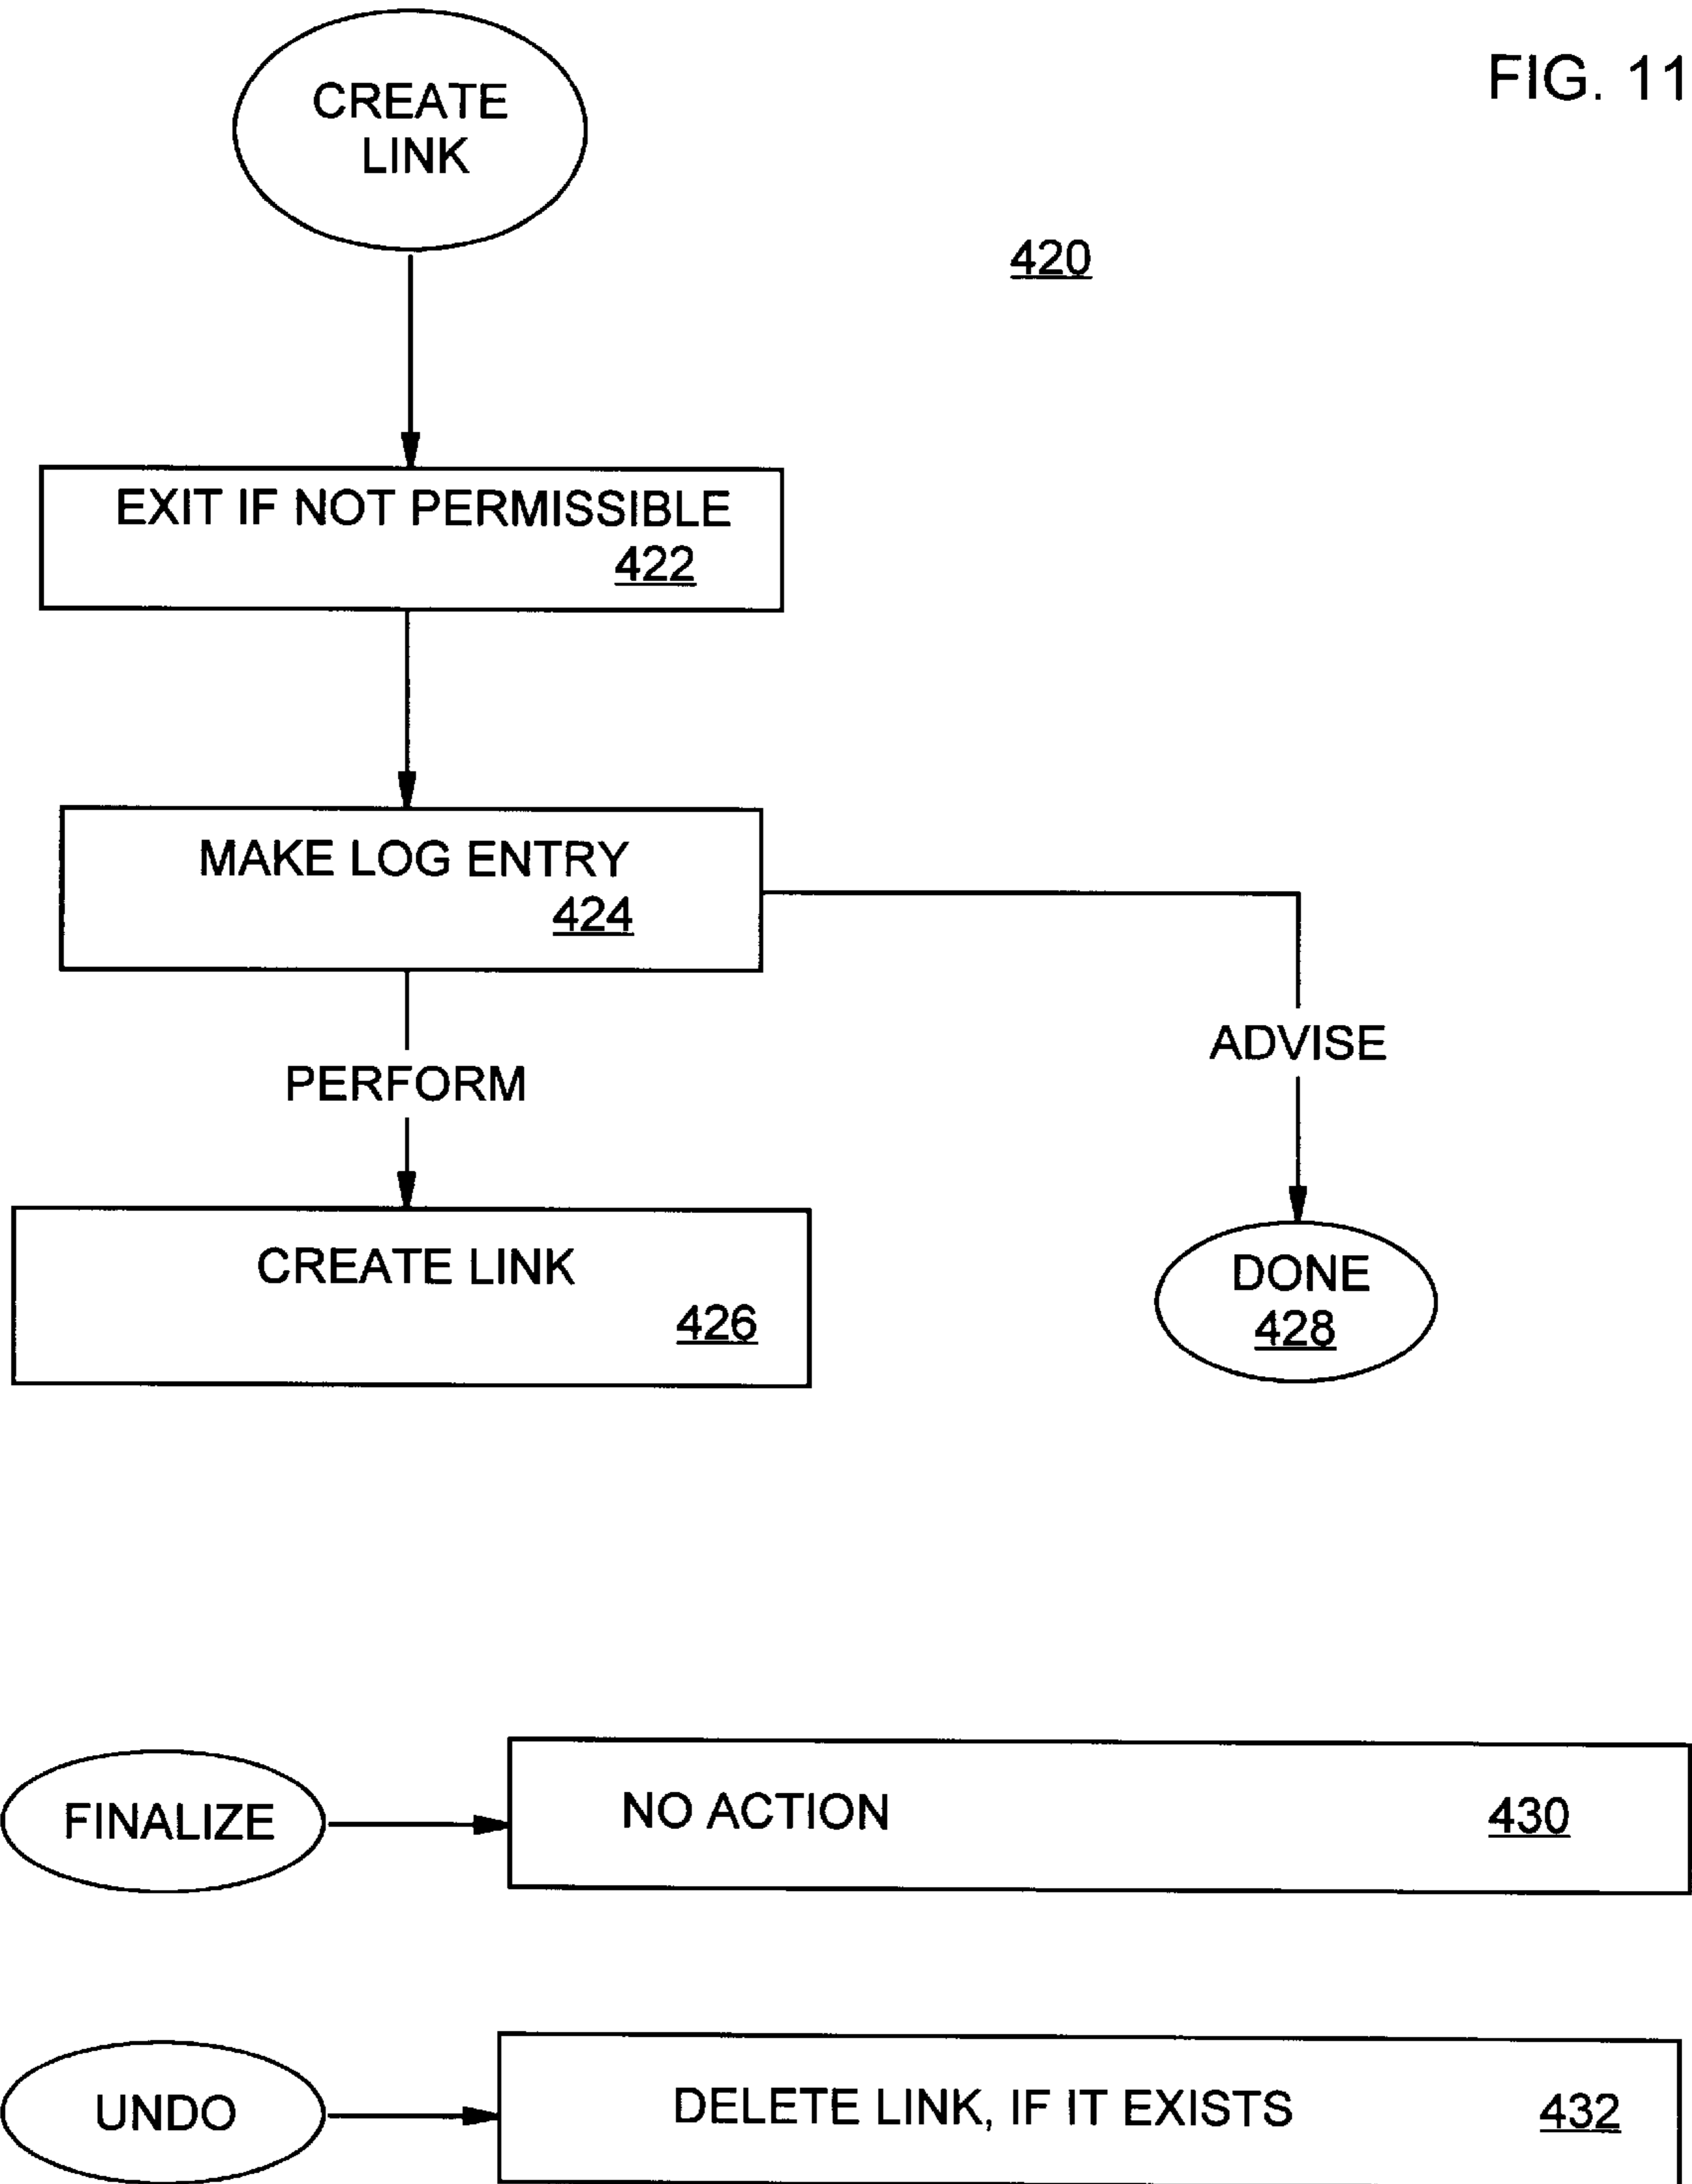 FIG. 11
CREATE
LINK
420
EXIT IF NOT PERMISSIBLE
422
MAKE LOG ENTRY
424
PERFORM
ADVISE
CREATE LINK
426
DONE
428
FINALIZE
NO ACTION
430
UNDO
DELETE LINK, IF IT EXISTS
432